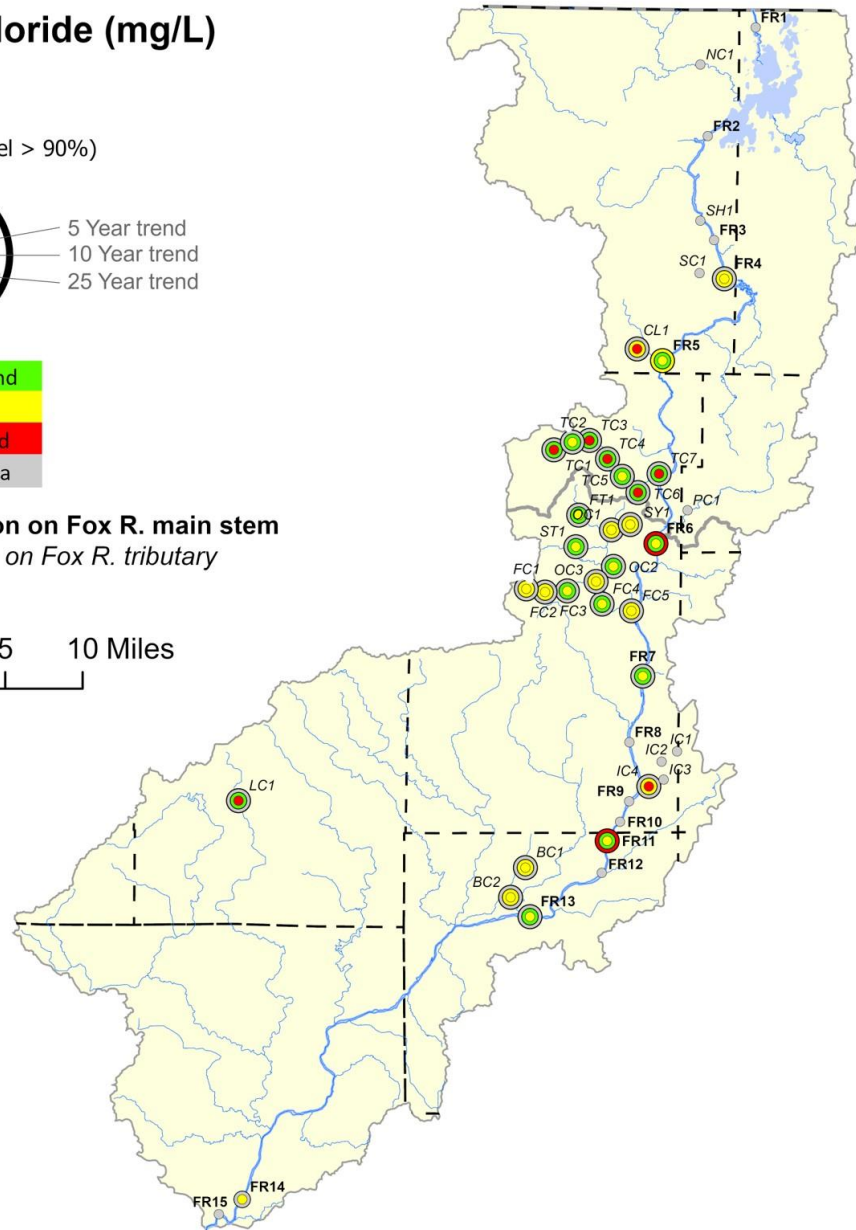 loride (mg/L)
el > 90%)
5 Year trend
10 Year trend
25 Year trend
nd
d
a
on on Fox R. main stem
on Fox R. tributary
5 10 Miles
FR1
NC1
FR2
SH1
FR3
SC1
FR4
CL1
FR5
TC2
TC3
TC4
TC1
TC7
TC5
TC6
FT1
PC1
OC1
SY1
FR6
ST1
FC1
OC3
OC2
FC4
FC5
FC2
FC3
FR7
FR8
IC1
IC2
IC4
IC3
LC1
FR9
FR10
FR11
BC1
FR12
BC2
FR13
FR14
FR15